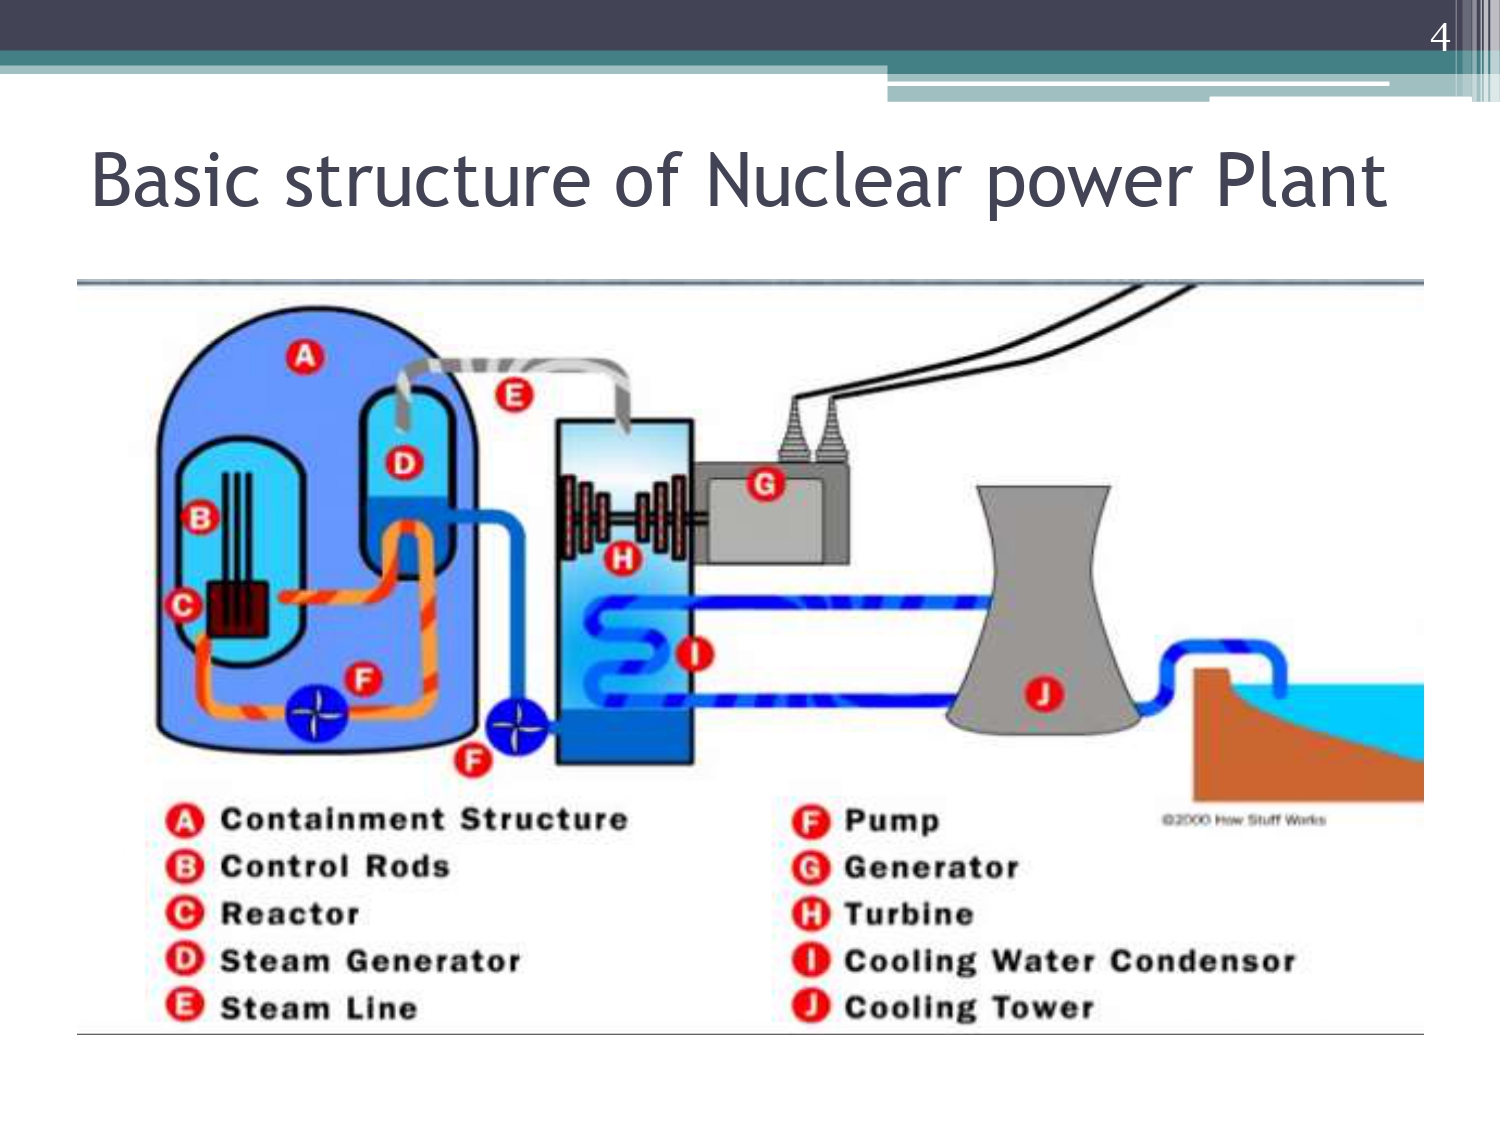 4
Basic structure of Nuclear power Plant
A
E
D
G
B
H
C
I
F
J
F
A Containment Structure
B Control Rods
C Reactor
D Steam Generator
E Steam Line
F Pump
G Generator
H Turbine
I Cooling Water Condensor
J Cooling Tower
©2000 How Stuff Works